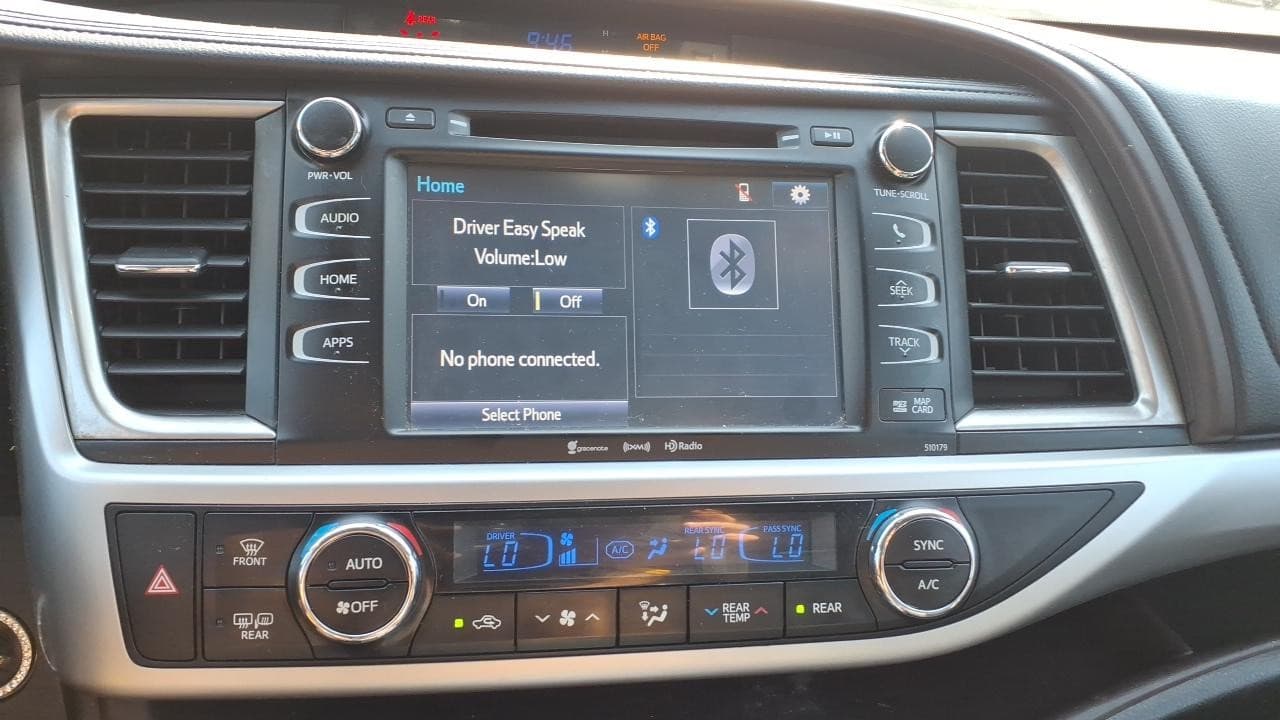 REAR
9:46
H
AIR BAG
OFF
PWR•VOL
AUDIO
HOME
APPS
Home
Driver Easy Speak
Volume:Low
On
Off
No phone connected.
Select Phone
TUNE•SCROLL
SEEK
TRACK
MAP
CARD
gracenote
XM
HD Radio
510179
FRONT
REAR
AUTO
OFF
DRIVER
LO
A/C
REAR SYNC
LO
PASS SYNC
LO
REAR
TEMP
REAR
SYNC
A/C